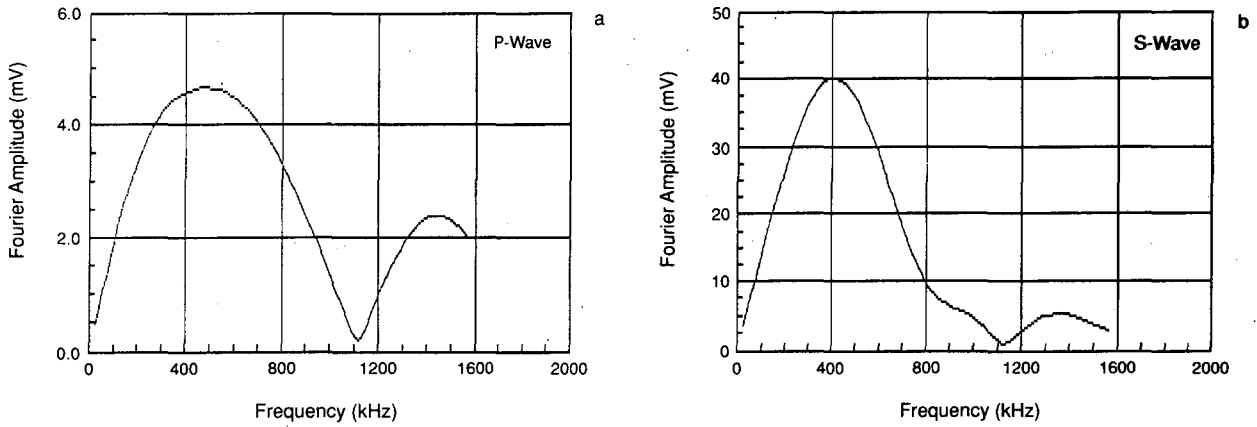 a
P-Wave
6.0
4.0
2.0
0.0
Fourier Amplitude (mV)
0 400 800 1200 1600 2000
Frequency (kHz)
b
S-Wave
50
40
30
20
10
0
Fourier Amplitude (mV)
0 400 800 1200 1600 2000
Frequency (kHz)